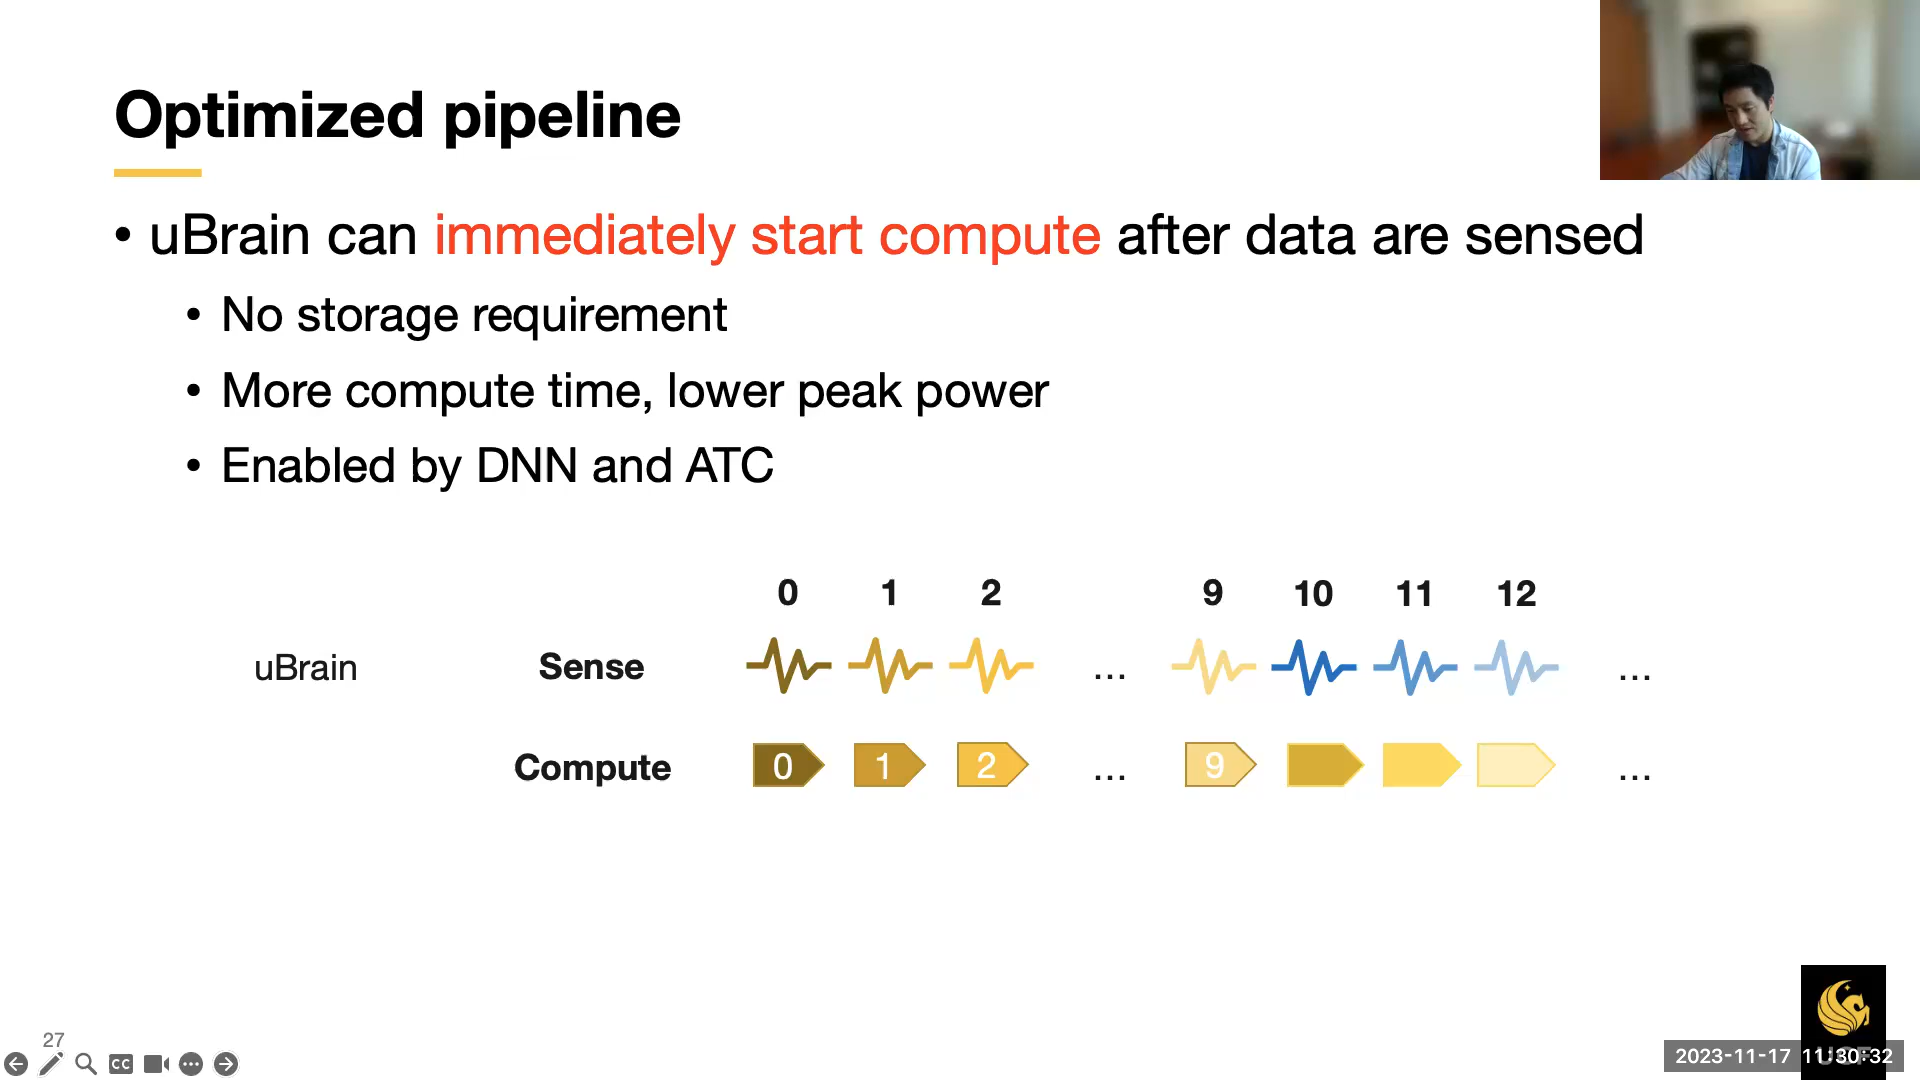 Optimized pipeline
• uBrain can immediately start compute after data are sensed
• No storage requirement
• More compute time, lower peak power
• Enabled by DNN and ATC
0 1 2 9 10 11 12
uBrain Sense ... ...
Compute 0 1 2 ... 9 ...
27
CC
UCF
2023-11-17 11:30:32